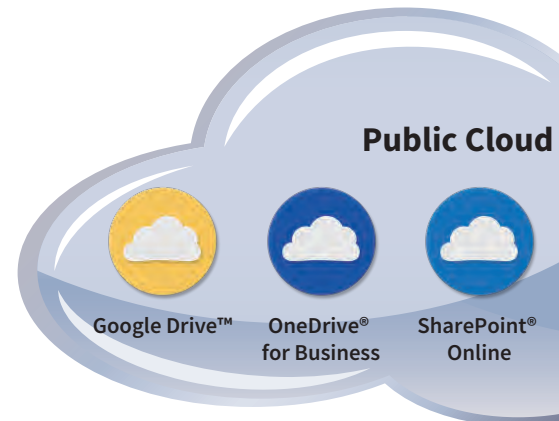 Public Cloud
Google Drive™
OneDrive®
for Business
SharePoint®
Online